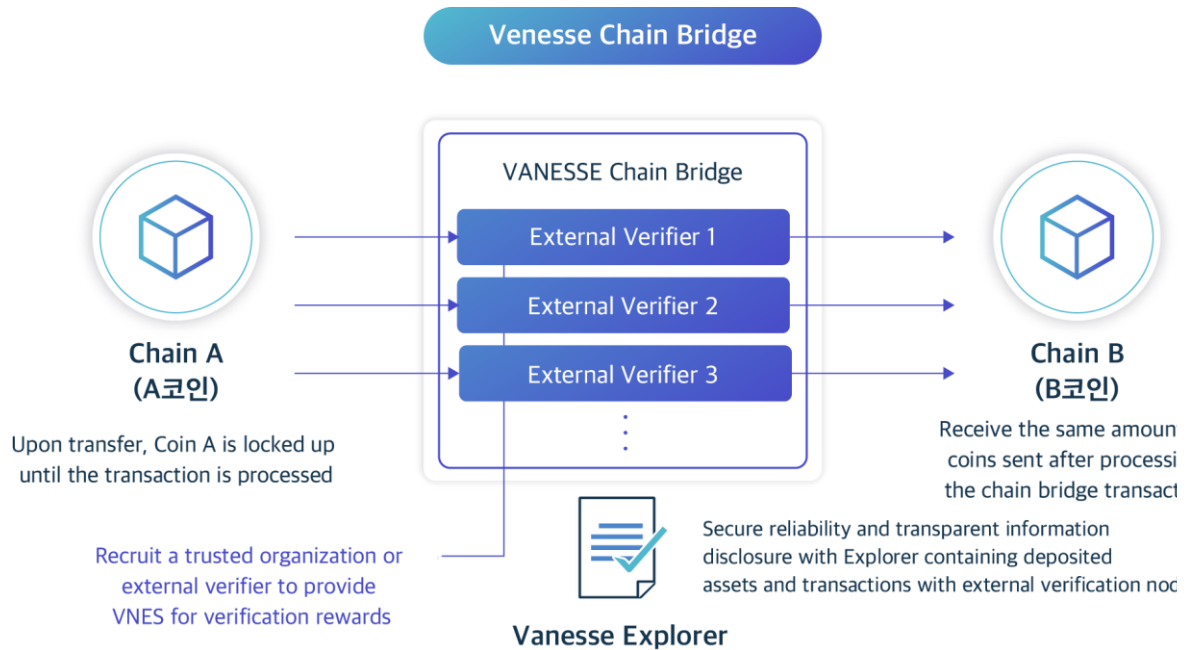 Venesse Chain Bridge
VANESSE Chain Bridge
External Verifier 1
External Verifier 2
External Verifier 3
Chain A
(A코인)
Upon transfer, Coin A is locked up
until the transaction is processed
Chain B
(B코인)
Receive the same amount
coins sent after processi
the chain bridge transact
Recruit a trusted organization or
external verifier to provide
VNES for verification rewards
Secure reliability and transparent information
disclosure with Explorer containing deposited
assets and transactions with external verification nod
Vanesse Explorer